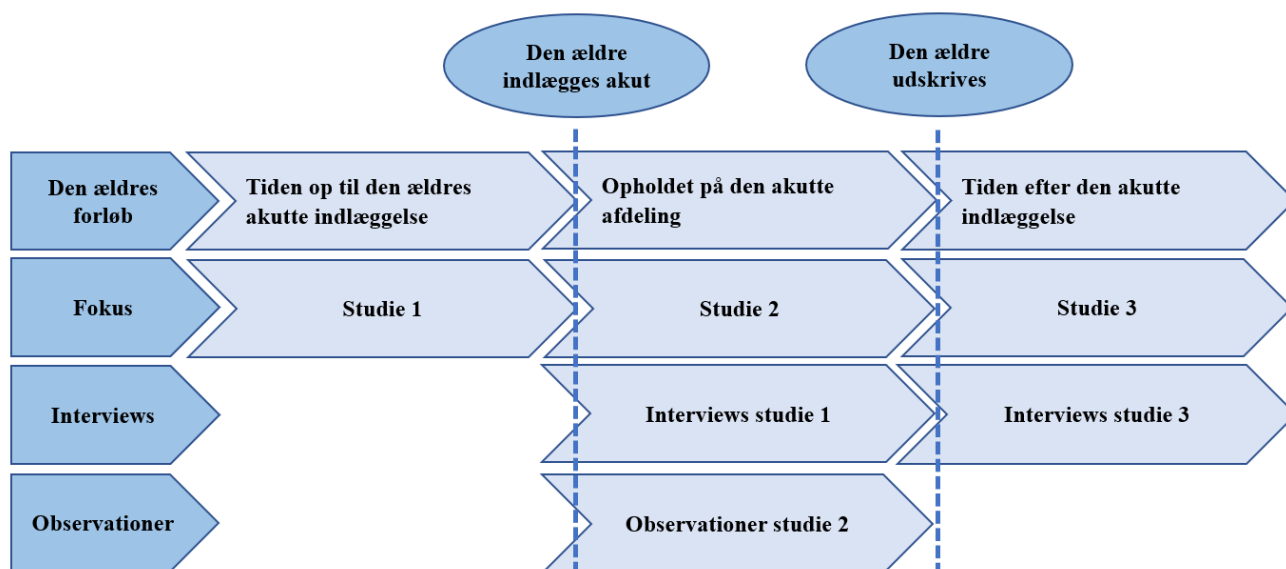 Den ældre
indlægges akut
Den ældre
udskrives
Den ældres
forløb
Tiden op til den ældres
akutte indlæggelse
Opholdet på den akutte
afdeling
Tiden efter den akutte
indlæggelse
Fokus
Studie 1
Studie 2
Studie 3
Interviews
Interviews studie 1
Interviews studie 3
Observationer
Observationer studie 2